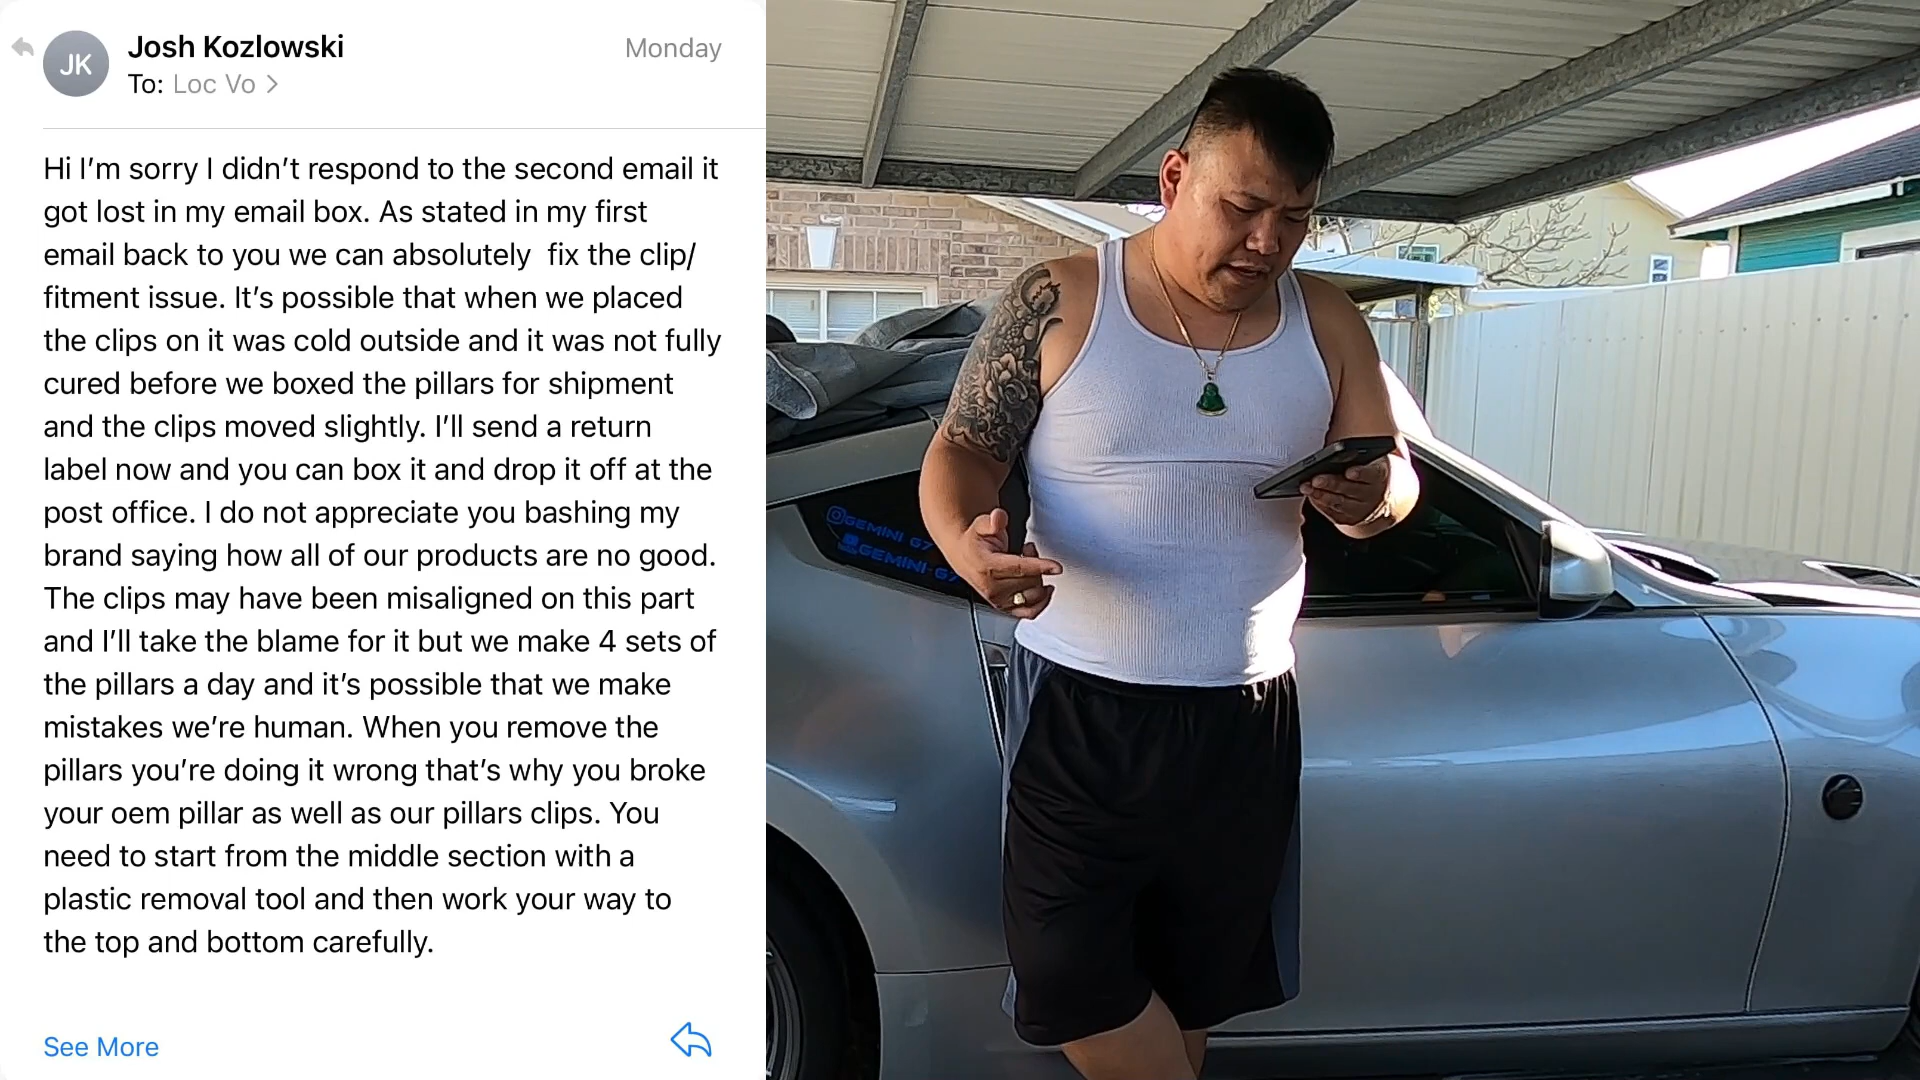 JK
Josh Kozlowski
Monday
To: Loc Vo
Hi I’m sorry I didn’t respond to the second email it
got lost in my email box. As stated in my first
email back to you we can absolutely  fix the clip/
fitment issue. It’s possible that when we placed
the clips on it was cold outside and it was not fully
cured before we boxed the pillars for shipment
and the clips moved slightly. I’ll send a return
label now and you can box it and drop it off at the
post office. I do not appreciate you bashing my
brand saying how all of our products are no good.
The clips may have been misaligned on this part
and I’ll take the blame for it but we make 4 sets of
the pillars a day and it’s possible that we make
mistakes we’re human. When you remove the
pillars you’re doing it wrong that’s why you broke
your oem pillar as well as our pillars clips. You
need to start from the middle section with a
plastic removal tool and then work your way to
the top and bottom carefully.
See More
GEMINI G7
GEMINI-G7